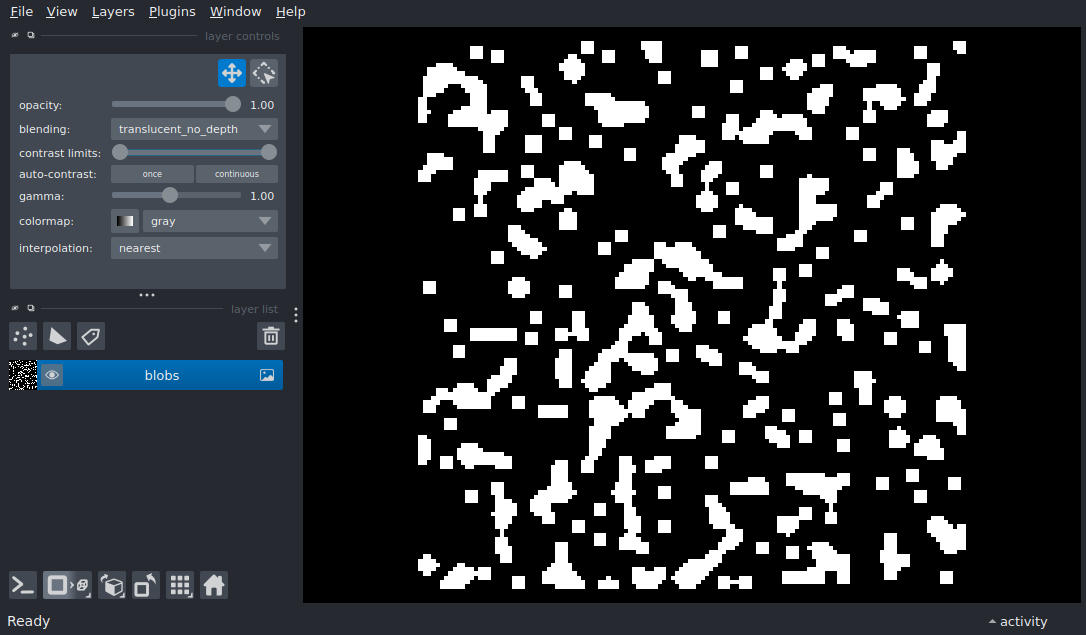 File View Layers Plugins Window Help
layer controls
opacity: 1.00
blending: translucent_no_depth
contrast limits:
auto-contrast: once continuous
gamma: 1.00
colormap: gray
interpolation: nearest
layer list
blobs
Ready activity